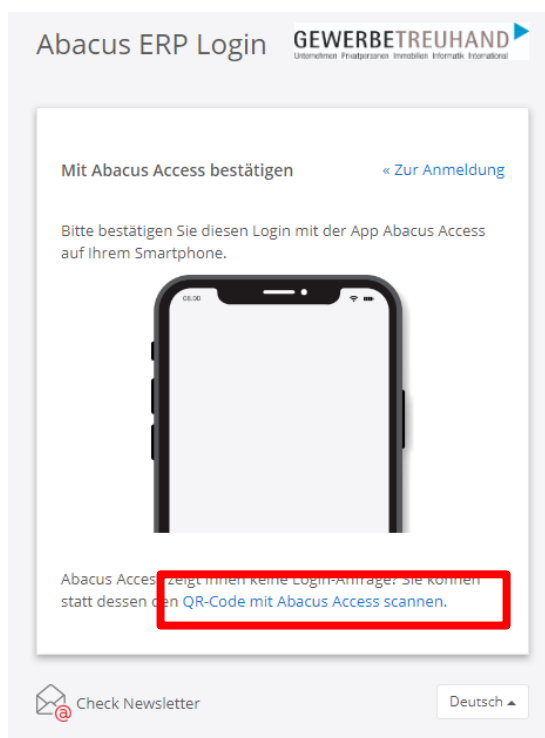 Abacus ERP Login
GEWERBETREUHAND
Unternehmen Privatpersonen Immobilien Informatik International
Mit Abacus Access bestätigen
« Zur Anmeldung
Bitte bestätigen Sie diesen Login mit der App Abacus Access
auf Ihrem Smartphone.
Abacus Access zeigt Ihnen keine Login-Anfrage? Sie können
statt dessen den QR-Code mit Abacus Access scannen.
@ Check Newsletter
Deutsch